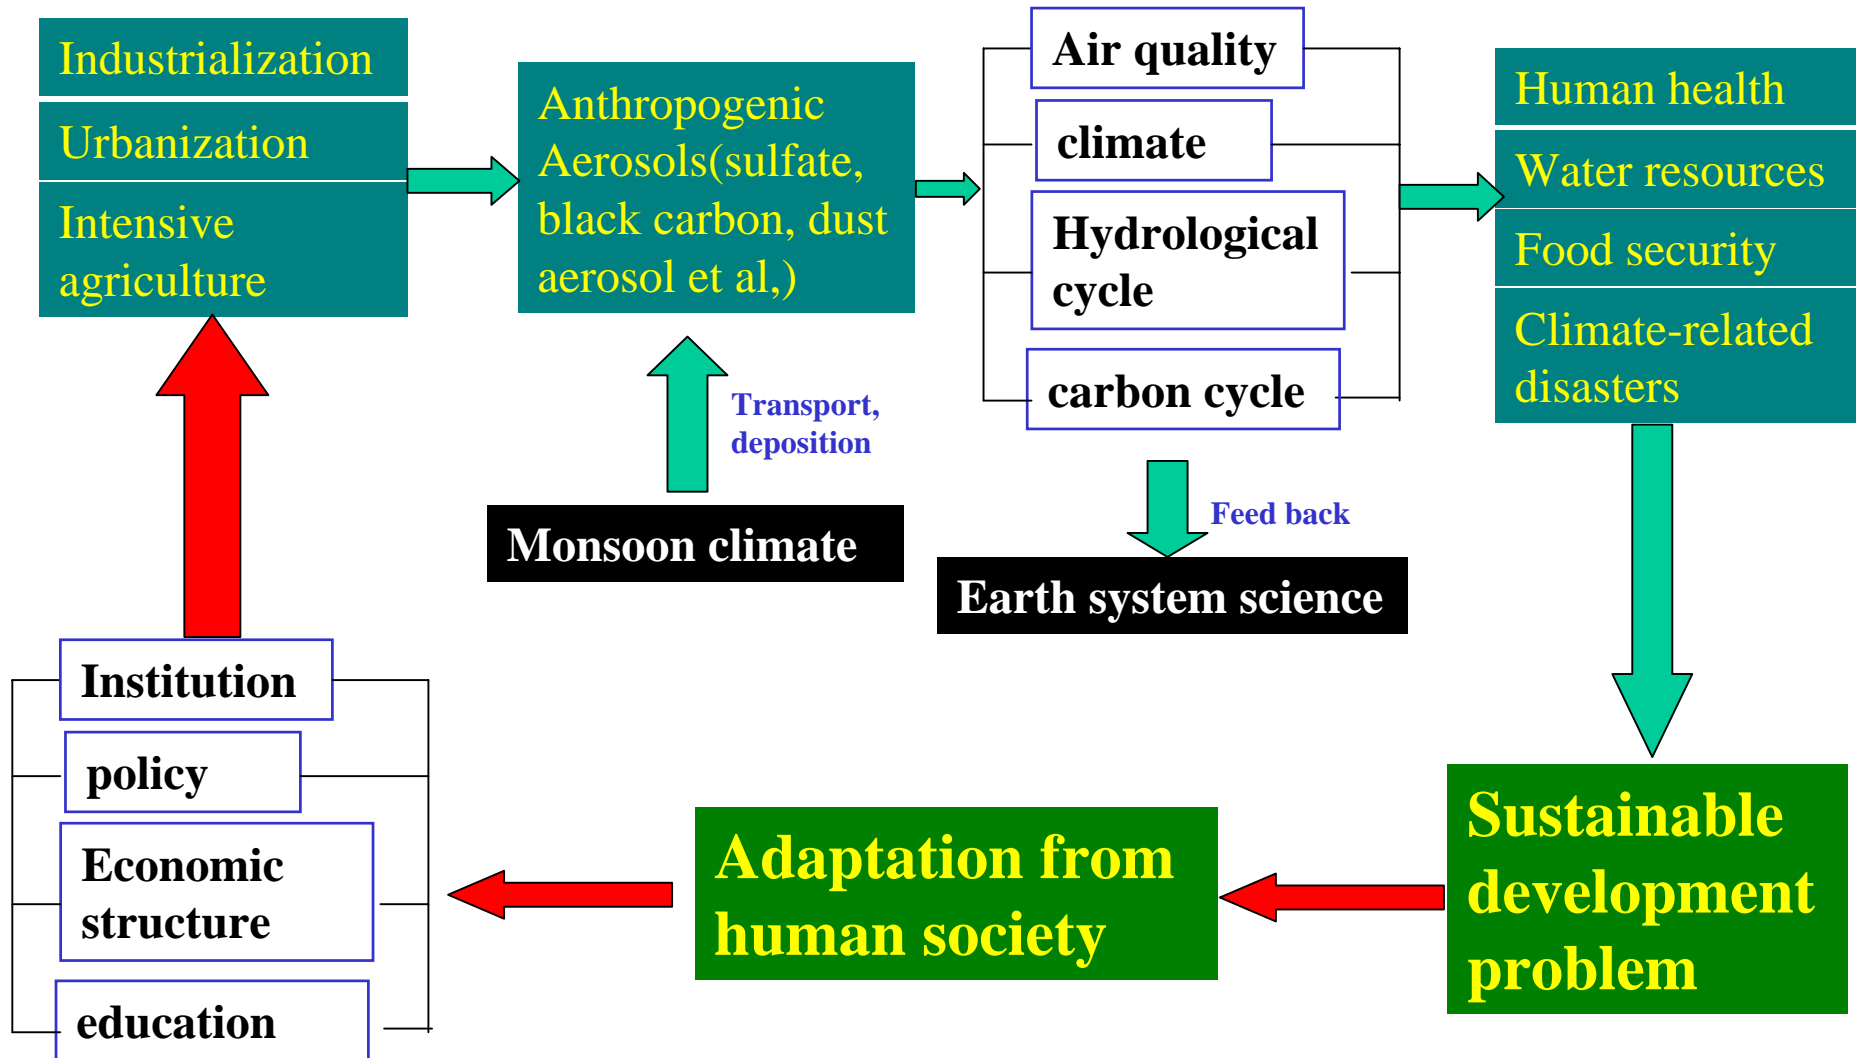 Industrialization
Urbanization
Intensive
agriculture
Anthropogenic
Aerosols(sulfate,
black carbon, dust
aerosol et al,)
Air quality
climate
Hydrological
cycle
carbon cycle
Human health
Water resources
Food security
Climate-related
disasters
Transport,
deposition
Monsoon climate
Feed back
Earth system science
Institution
policy
Economic
structure
education
Adaptation from
human society
Sustainable
development
problem